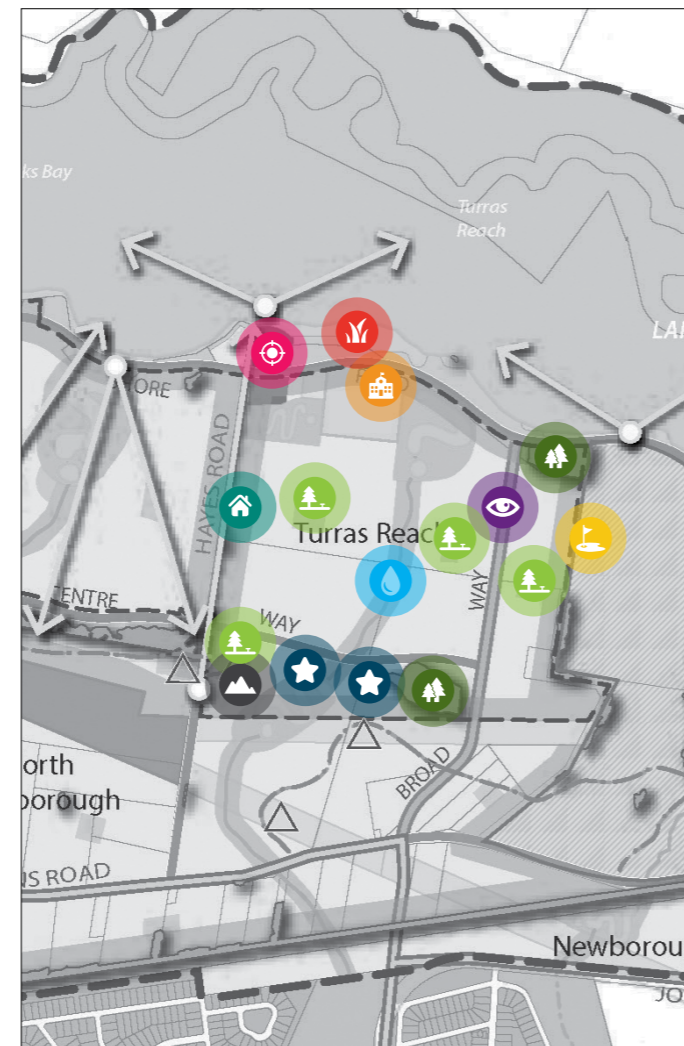 ks Bay
Turras
Reach
LA
ORE
HAYES ROAD
Turras Reac
WAY
ENTRE
WAY
BROAD
orth
borough
NS ROAD
Newborou
JO